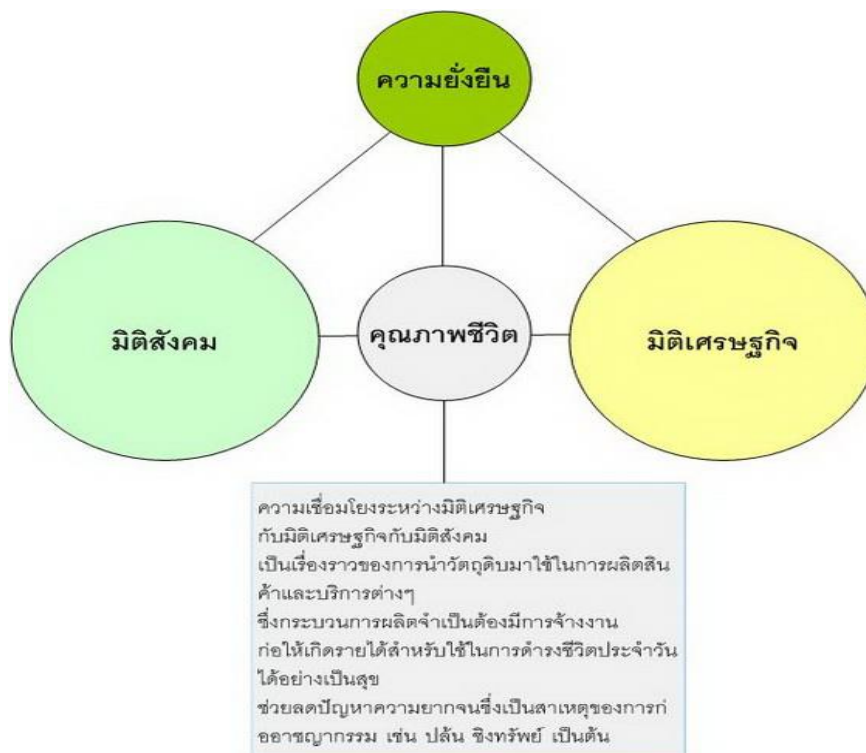 ความยั่งยืน
มิติสังคม
คุณภาพชีวิต
มิติเศรษฐกิจ
ความเชื่อมโยงระหว่างมิติเศรษฐกิจ
กับมิติเศรษฐกิจกับมิติสังคม
เป็นเรื่องราวของการนำวัตถุดิบมาใช้ในการผลิตสิน
ค้าและบริการต่างๆ
ซึ่งกระบวนการผลิตจำเป็นต้องมีการจ้างงาน
ก่อให้เกิดรายได้สำหรับใช้ในการดำรงชีวิตประจำวัน
ได้อย่างเป็นสุข
ช่วยลดปัญหาความยากจนซึ่งเป็นสาเหตุของการก่
ออาชญากรรม เช่น ปล้น ชิงทรัพย์ เป็นต้น